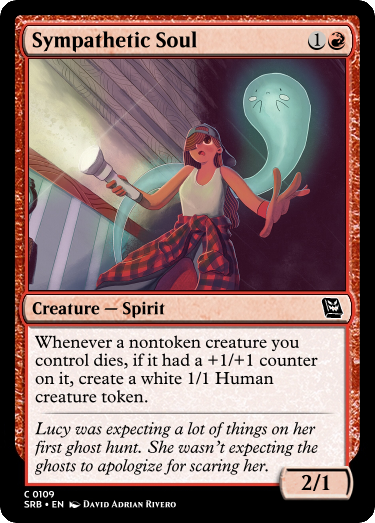 Sympathetic Soul 1
Creature — Spirit
Whenever a nontoken creature you
control dies, if it had a +1/+1 counter
on it, create a white 1/1 Human
creature token.
Lucy was expecting a lot of things on her
first ghost hunt. She wasn't expecting the
ghosts to apologize for scaring her.
2/1
C 0109
SRB • EN DAVID ADRIAN RIVERO